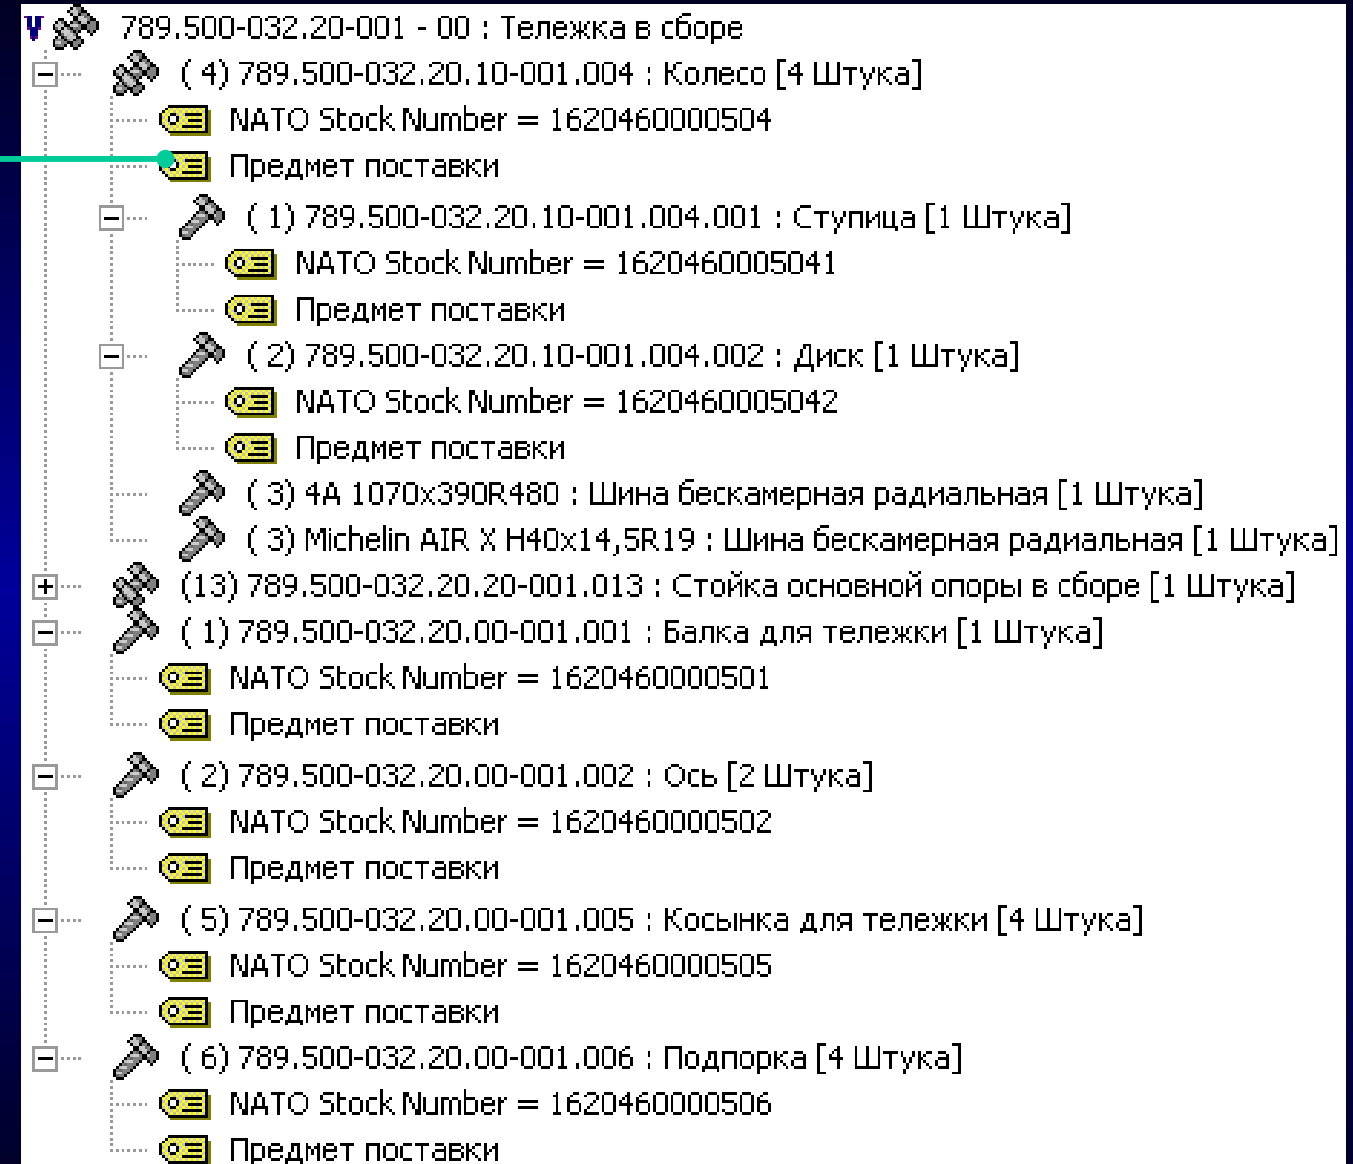 789.500-032.20-001 - 00 : Тележка в сборе
( 4) 789.500-032.20.10-001.004 : Колесо [4 Штука]
NATO Stock Number = 1620460000504
Предмет поставки
( 1) 789.500-032.20.10-001.004.001 : Ступица [1 Штука]
NATO Stock Number = 1620460005041
Предмет поставки
( 2) 789.500-032.20.10-001.004.002 : Диск [1 Штука]
NATO Stock Number = 1620460005042
Предмет поставки
( 3) 4А 1070x390R480 : Шина бескамерная радиальная [1 Штука]
( 3) Michelin AIR X H40x14,5R19 : Шина бескамерная радиальная [1 Штука]
(13) 789.500-032.20.20-001.013 : Стойка основной опоры в сборе [1 Штука]
( 1) 789.500-032.20.00-001.001 : Балка для тележки [1 Штука]
NATO Stock Number = 1620460000501
Предмет поставки
( 2) 789.500-032.20.00-001.002 : Ось [2 Штука]
NATO Stock Number = 1620460000502
Предмет поставки
( 5) 789.500-032.20.00-001.005 : Косынка для тележки [4 Штука]
NATO Stock Number = 1620460000505
Предмет поставки
( 6) 789.500-032.20.00-001.006 : Подпорка [4 Штука]
NATO Stock Number = 1620460000506
Предмет поставки